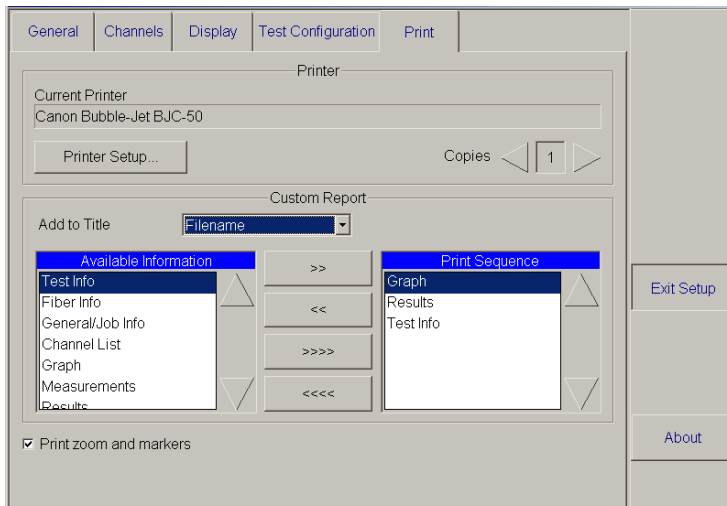 General
Channels
Display
Test Configuration
Print
Printer
Current Printer
Canon Bubble-Jet BJC-50
Printer Setup...
Copies
1
Custom Report
Add to Title
Filename
Available Information
Test Info
Fiber Info
General/Job Info
Channel List
Graph
Measurements
Results
>>
<<
>>>>
<<<<
Print Sequence
Graph
Results
Test Info
Print zoom and markers
Exit Setup
About